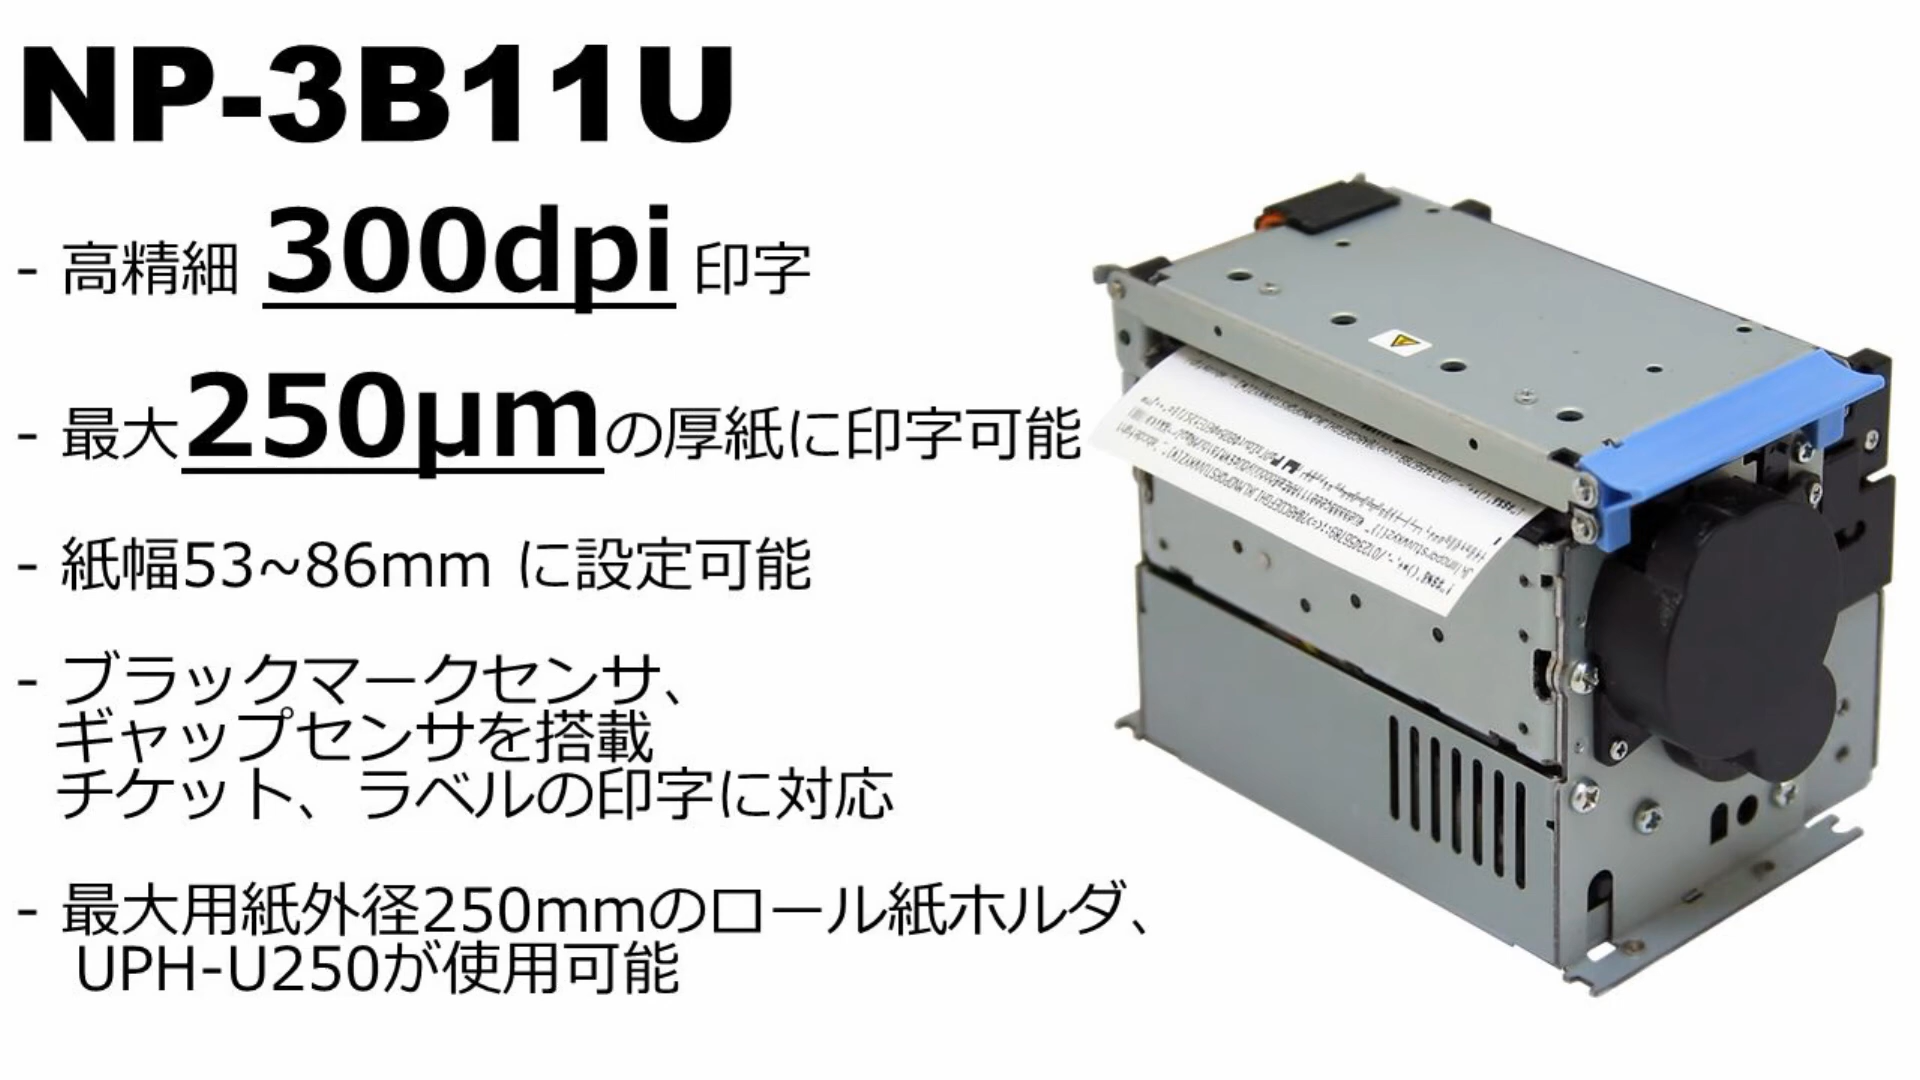 NP-3B11U
- 高精細 300dpi 印字
- 最大250μmの厚紙に印字可能
- 紙幅53~86mm に設定可能
- ブラックマークセンサ、
ギャップセンサを搭載
チケット、ラベルの印字に対応
- 最大用紙外径250mmのロール紙ホルダ、
UPH-U250が使用可能